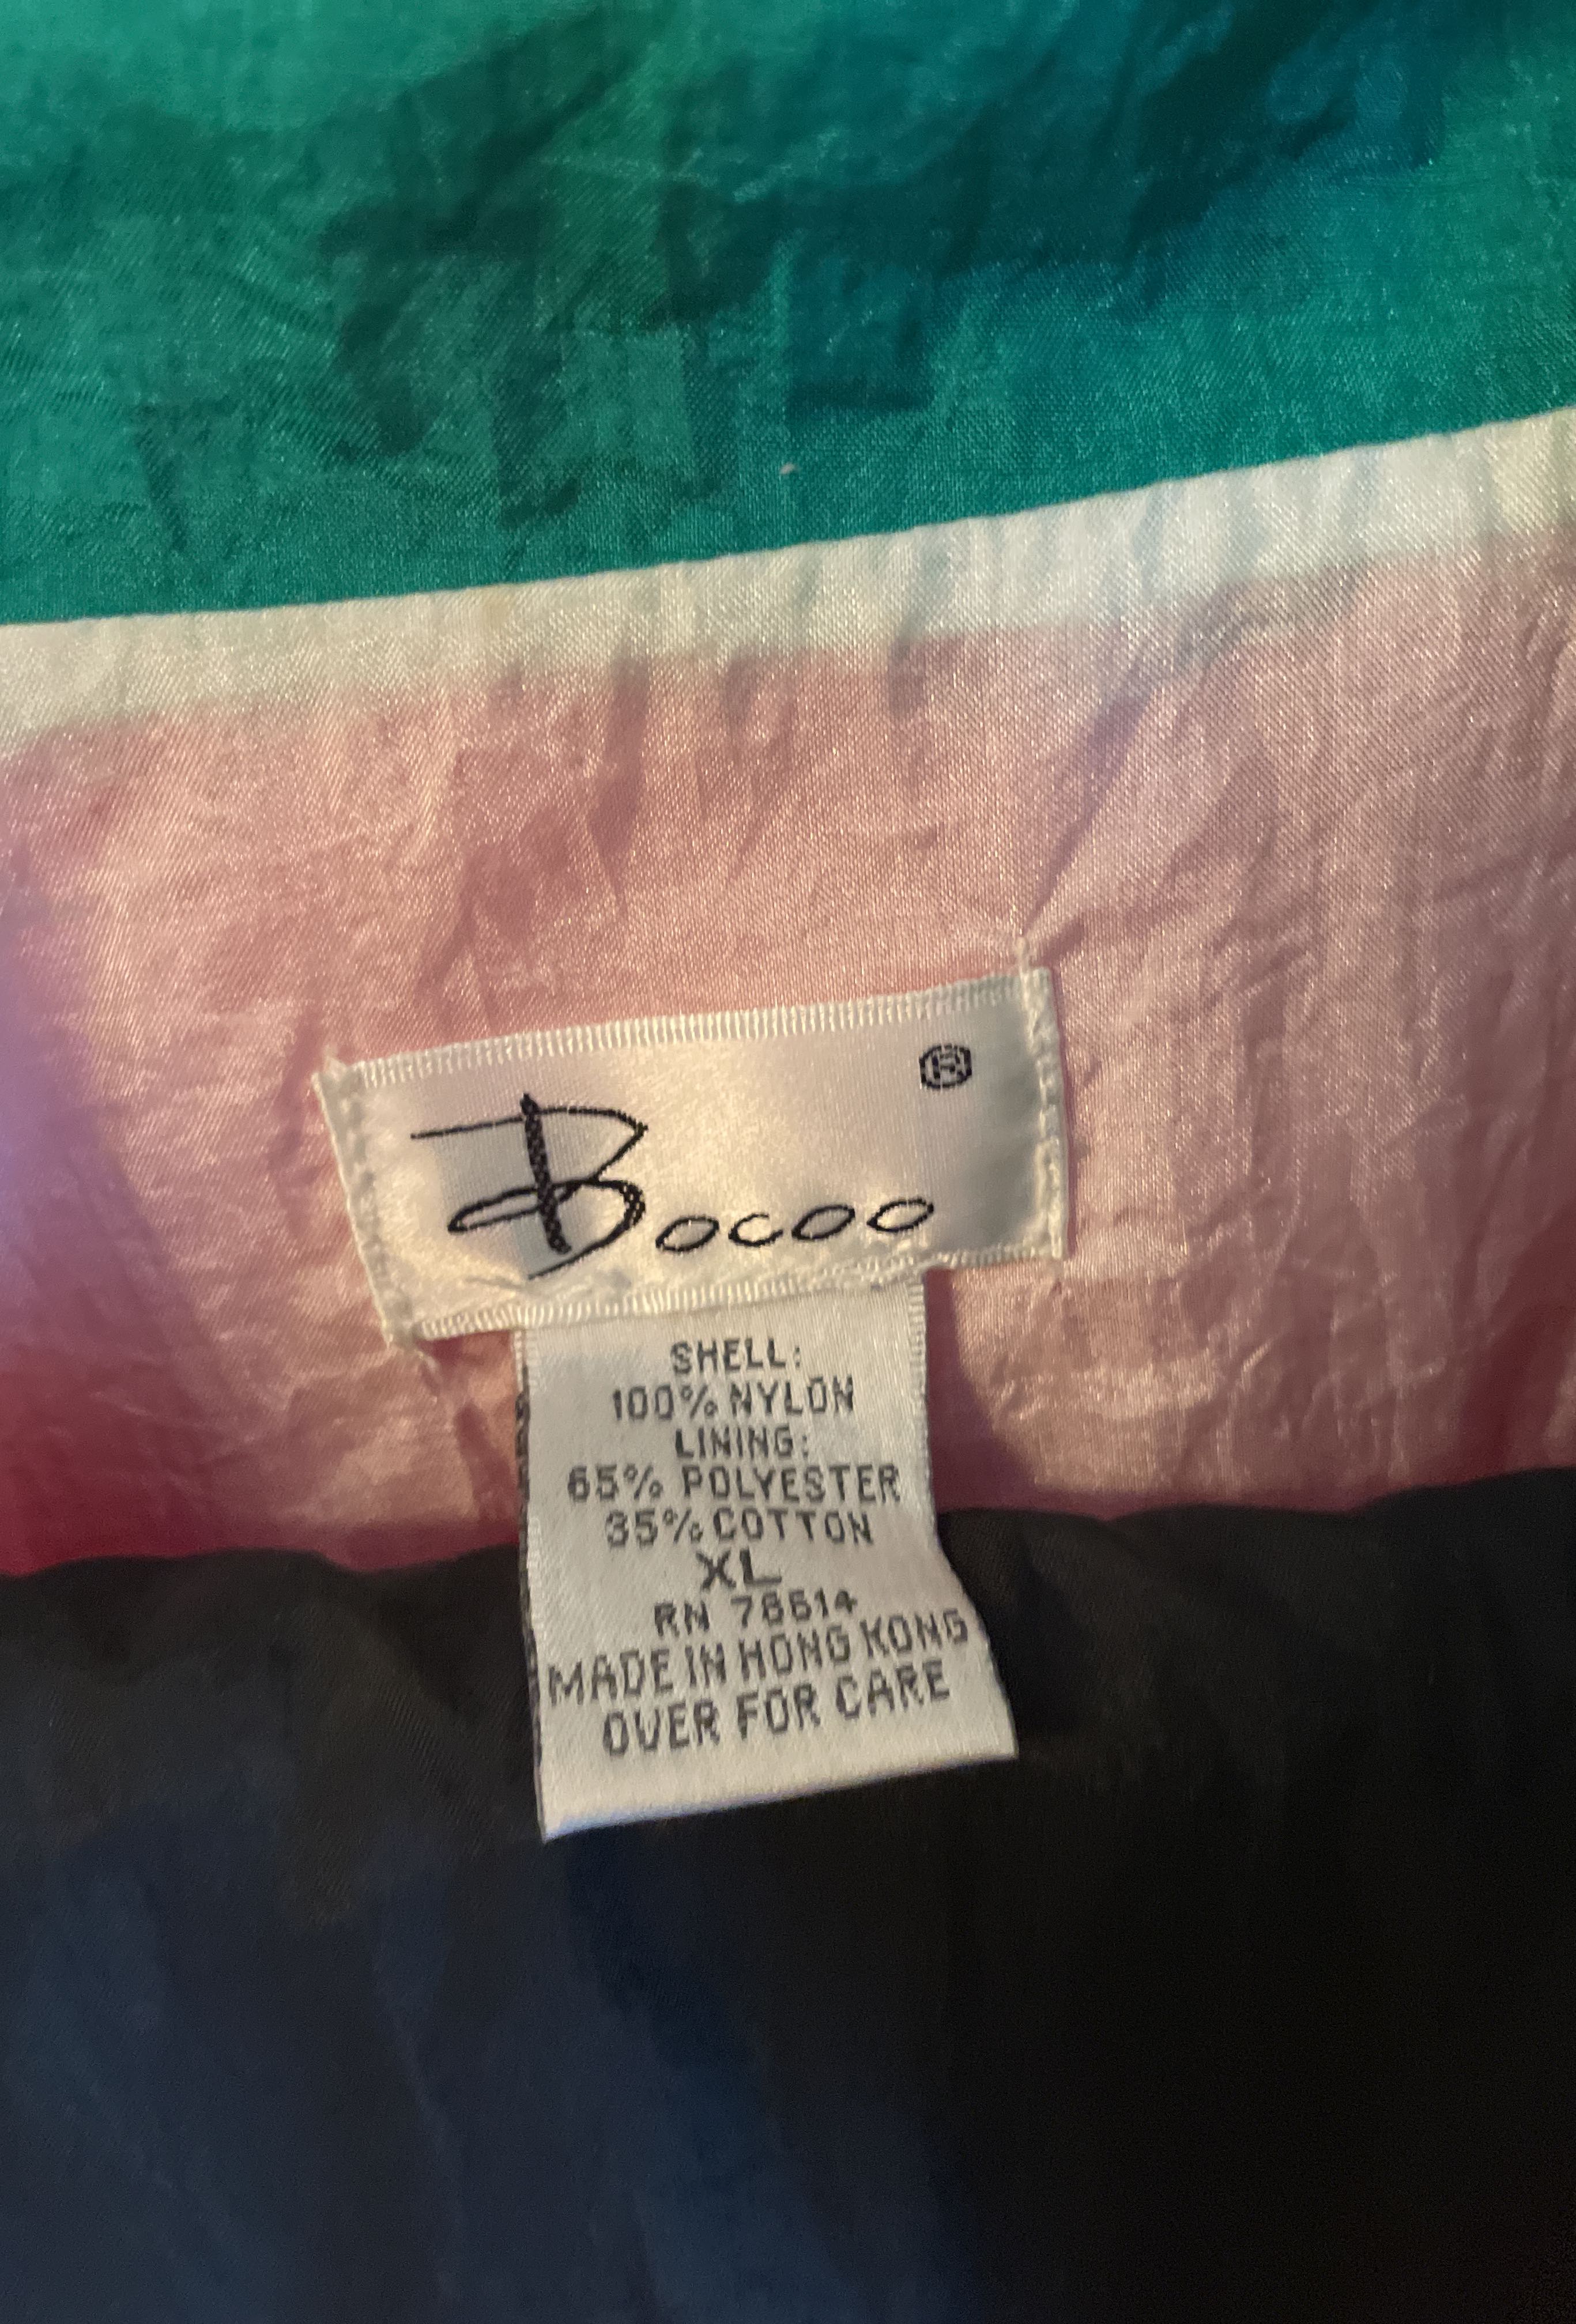 Bocoo ®
SHELL:
100% NYLON
LINING:
65% POLYESTER
35% COTTON
XL
RN 78614
MADE IN HONG KONG
OVER FOR CARE